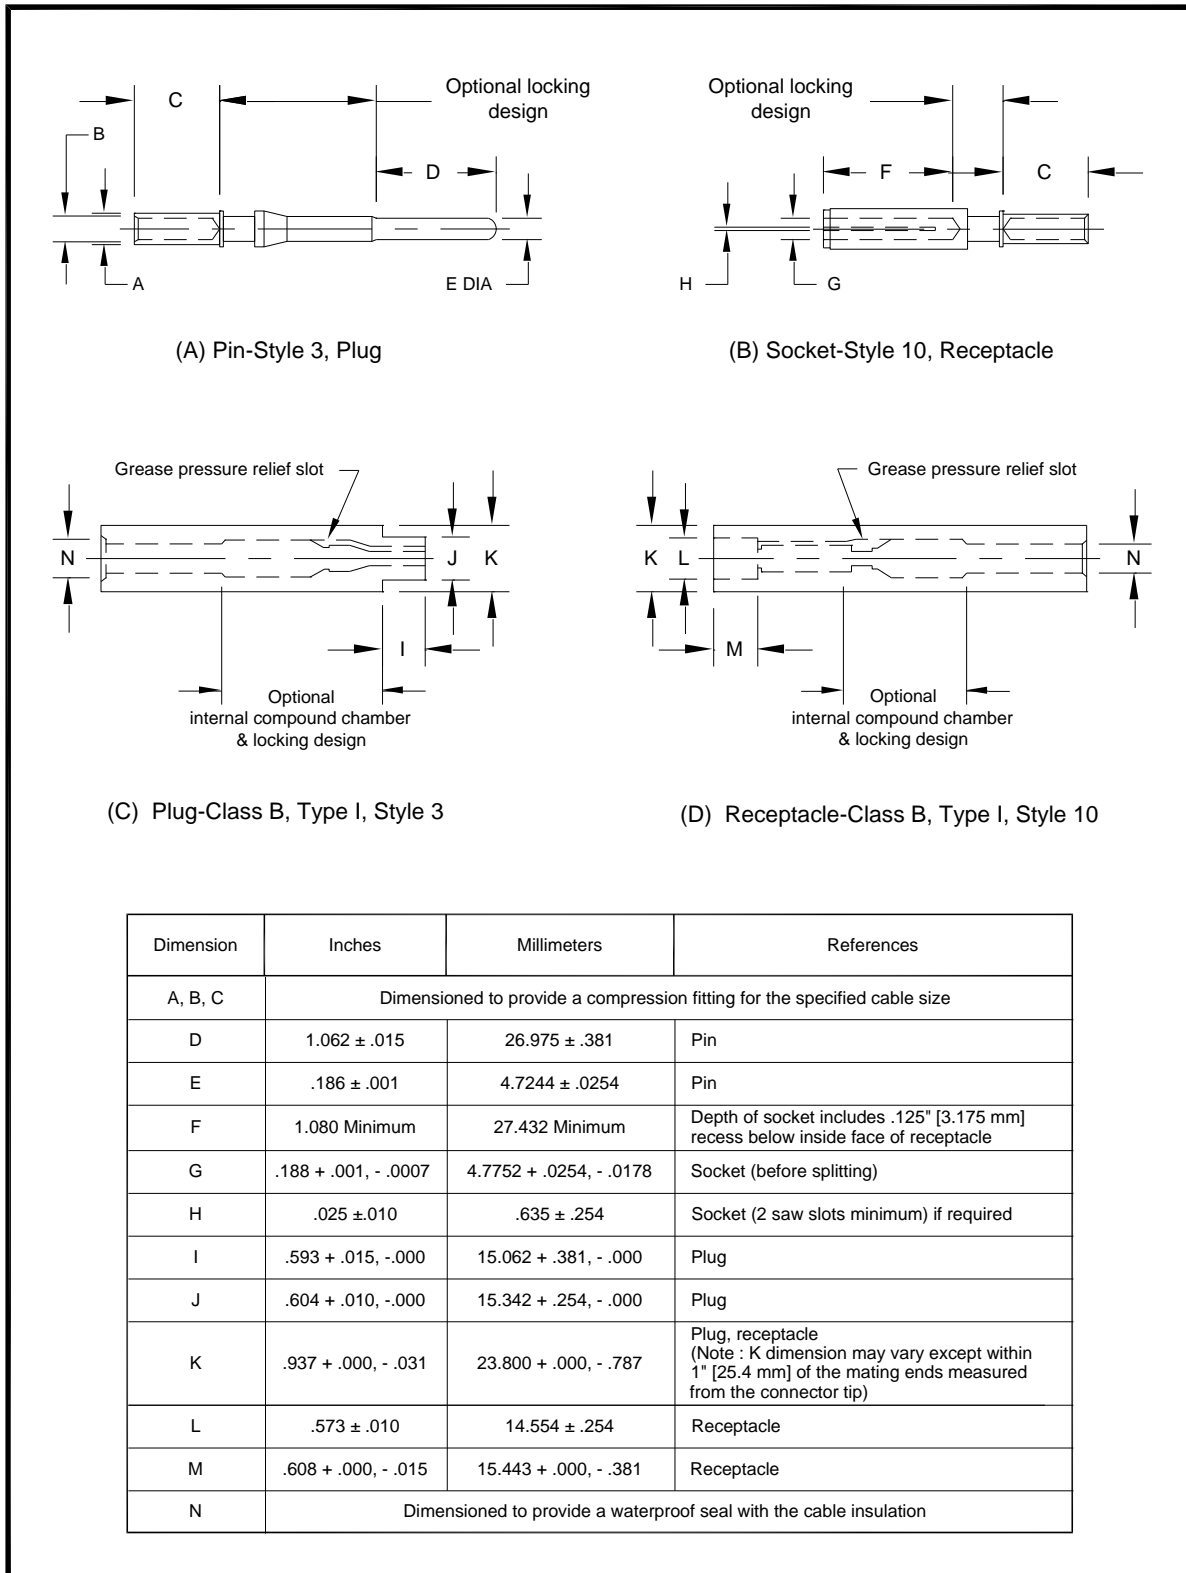 C
Optional locking
design
B
D
A
E DIA
(A) Pin-Style 3, Plug
Optional locking
design
F
C
H
G
(B) Socket-Style 10, Receptacle
Grease pressure relief slot
N
J
K
I
Optional
internal compound chamber
& locking design
(C) Plug-Class B, Type I, Style 3
Grease pressure relief slot
K
L
N
M
Optional
internal compound chamber
& locking design
(D) Receptacle-Class B, Type I, Style 10
Dimension Inches Millimeters References
A, B, C Dimensioned to provide a compression fitting for the specified cable size
D 1.062 ± .015 26.975 ± .381 Pin
E .186 ± .001 4.7244 ± .0254 Pin
F 1.080 Minimum 27.432 Minimum Depth of socket includes .125" [3.175 mm]
recess below inside face of receptacle
G .188 + .001, - .0007 4.7752 + .0254, - .0178 Socket (before splitting)
H .025 ±.010 .635 ± .254 Socket (2 saw slots minimum) if required
I .593 + .015, -.000 15.062 + .381, - .000 Plug
J .604 + .010, -.000 15.342 + .254, - .000 Plug
K .937 + .000, - .031 23.800 + .000, - .787 Plug, receptacle
(Note : K dimension may vary except within
1" [25.4 mm] of the mating ends measured
from the connector tip)
L .573 ± .010 14.554 ± .254 Receptacle
M .608 + .000, - .015 15.443 + .000, - .381 Receptacle
N Dimensioned to provide a waterproof seal with the cable insulation